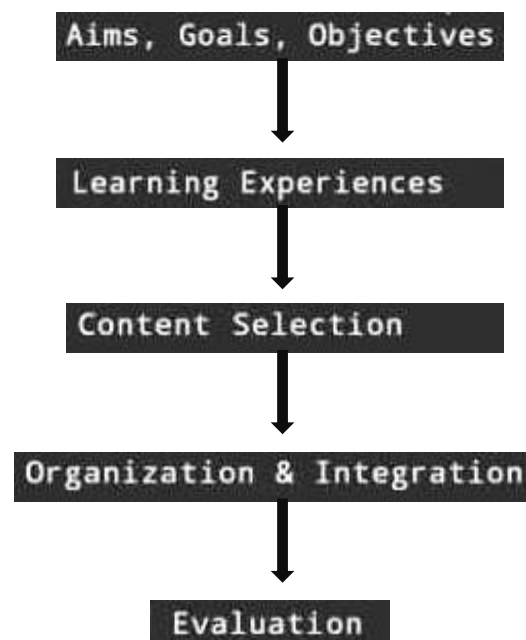 Aims, Goals, Objectives
Learning Experiences
Content Selection
Organization & Integration
Evaluation